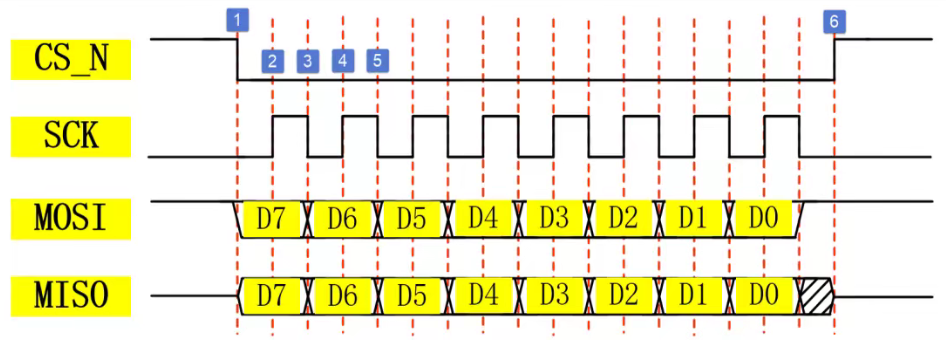 1
6
CS_N
2 3 4 5
SCK
MOSI D7 D6 D5 D4 D3 D2 D1 D0
MISO D7 D6 D5 D4 D3 D2 D1 D0